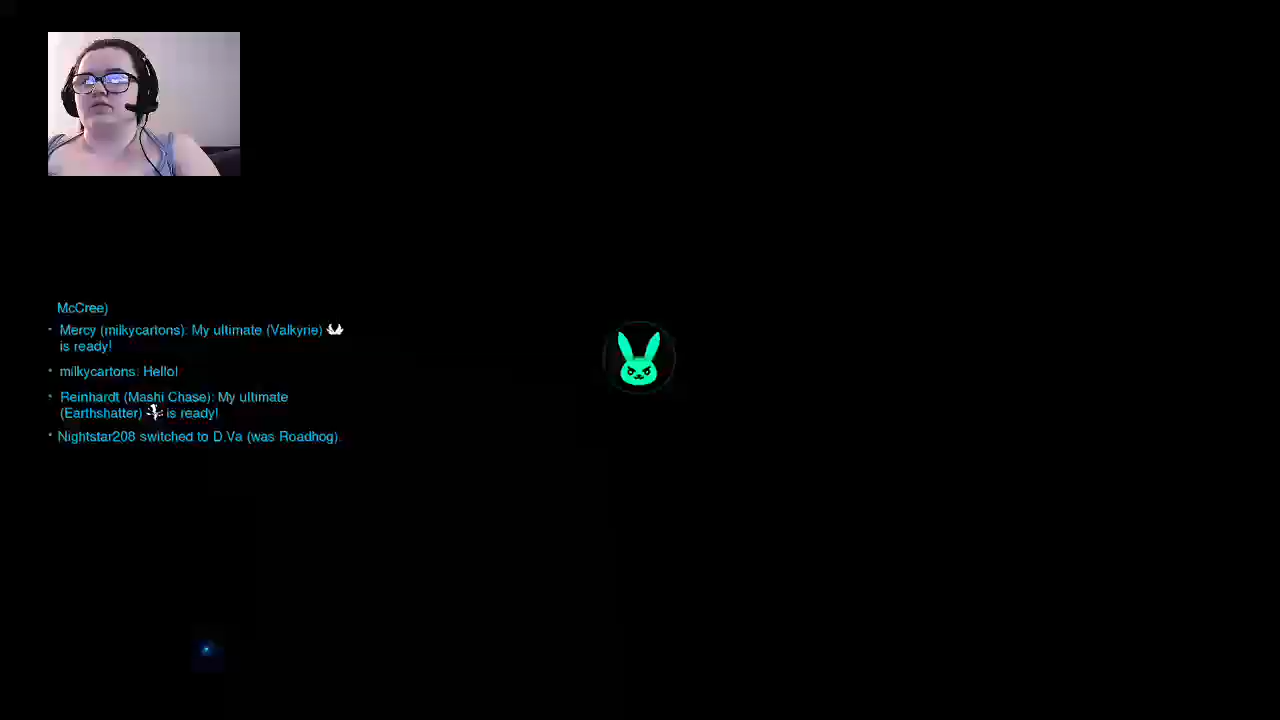 McCree)
Mercy (milkycartons): My ultimate (Valkyrie)
is ready!
milkycartons: Hello!
Reinhardt (Mashi Chase): My ultimate
(Earthshatter) is ready!
Nightstar208 switched to D.Va (was Roadhog).